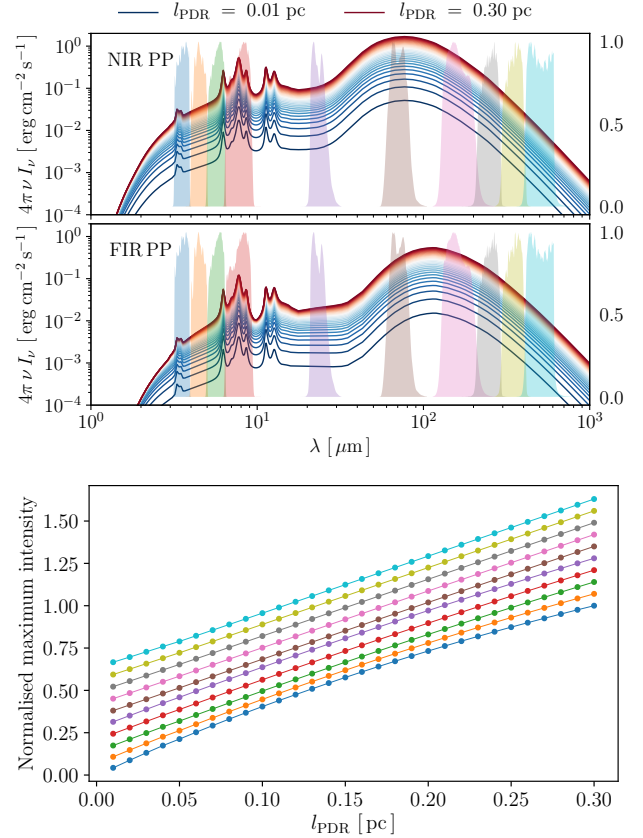 l_PDR = 0.01 pc l_PDR = 0.30 pc
NIR PP
4π ν I_ν [ erg cm⁻² s⁻¹ ]
10⁰
10⁻¹
10⁻²
10⁻³
10⁻⁴
1.0
0.5
0.0
FIR PP
4π ν I_ν [ erg cm⁻² s⁻¹ ]
10⁰
10⁻¹
10⁻²
10⁻³
10⁻⁴
1.0
0.5
0.0
10⁰ 10¹ 10² 10³
λ [ μm ]
Normalised maximum intensity
1.50
1.25
1.00
0.75
0.50
0.25
0.00
0.00 0.05 0.10 0.15 0.20 0.25 0.30
l_PDR [ pc ]